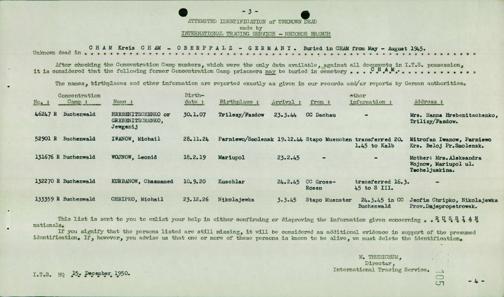 - 3 -
ATTEMPTED IDENTIFICATION OF UNKNOWN DEAD
made by
INTERNATIONAL TRACING SERVICE - RECORDS BRANCH
Unknown dead in CHAM Kreis CHAM - OBERPFALZ - GERMANY. Buried in CHAM from May - August 1945.
After checking the Concentration Camp numbers, which were the only data available, against all documents in I.T.S. possession,
it is considered that the following former Concentration Camp prisoners may be buried in cemetery . . CHAM . . .
The names, birthplaces and other information are reported exactly as given in our records and/or reports by German authorities.
No.: Concentration Camp: Name: Birth-date: Birthplace: Arrival: from: other information: Address:
46247 R Buchenwald HREBENITSCHENKO or GREBENITSCHENKO, Jewgenij 30.1.07 Trilesy/Fastow 23.3.44 CC Dachau - Mrs. Hanna Hrebenitschenko, Trilisy/Fastow.
52901 R Buchenwald IWANOW, Michail 28.11.24 Parniewo/Smolensk 19.12.44 Stapo Muenchen transferred 20. 1.45 to Kalb Mitrofan Iwanow, Parniewo Krs. Beloj Pr.Smolensk.
131676 R Buchenwald WOJNOW, Leonid 18.2.19 Mariupol 23.2.45 - - Mother: Mrs.Aleksandra Wojnow, Mariupol ul.
132270 R Buchenwald KURBANOW, Chasmamed 10.9.20 Kuschlar 24.2.45 CC Gross-Rosen transferred 16.3. 45 to S III. -
133359 R Buchenwald CHRIPKO, Michail 23.12.26 Nikolajewka 3.3.45 Stapo Muenster 24.3.45 in CC Buchenwald Jeofim Chripko, Nikolajewka Prov.Dnjepropetrowsk.
This list is sent to you to enlist your help in either confirming or disproving the information given concerning . . RUSSIAN
nationals.
If you signify that the persons listed are still missing, it will be considered as additional evidence in support of the presumed
identification. If, however, you advise us that one or more of these persons is known to be alive, we must delete the identification.
Director,
International Tracing Service.
I.T.S. HQ 15. December 1950.
105
- 4 -